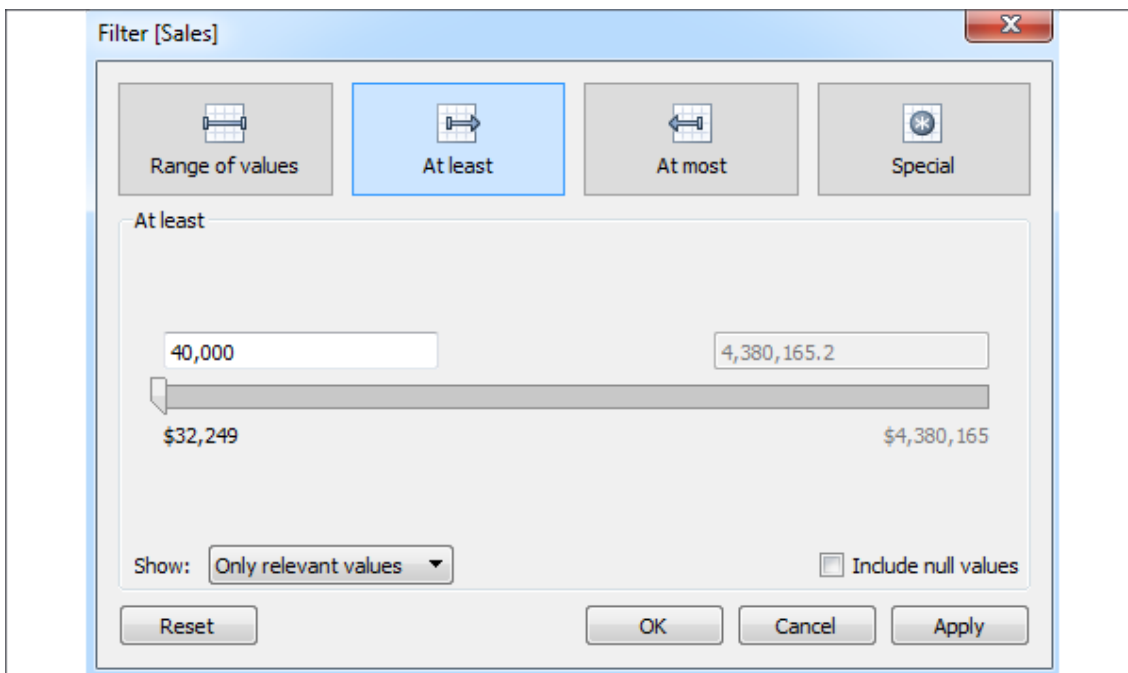 Filter [Sales]
x
Range of values
At least
At most
Special
At least
40,000
4,380,165.2
$32,249
$4,380,165
Show:
Only relevant values
Include null values
Reset
OK
Cancel
Apply